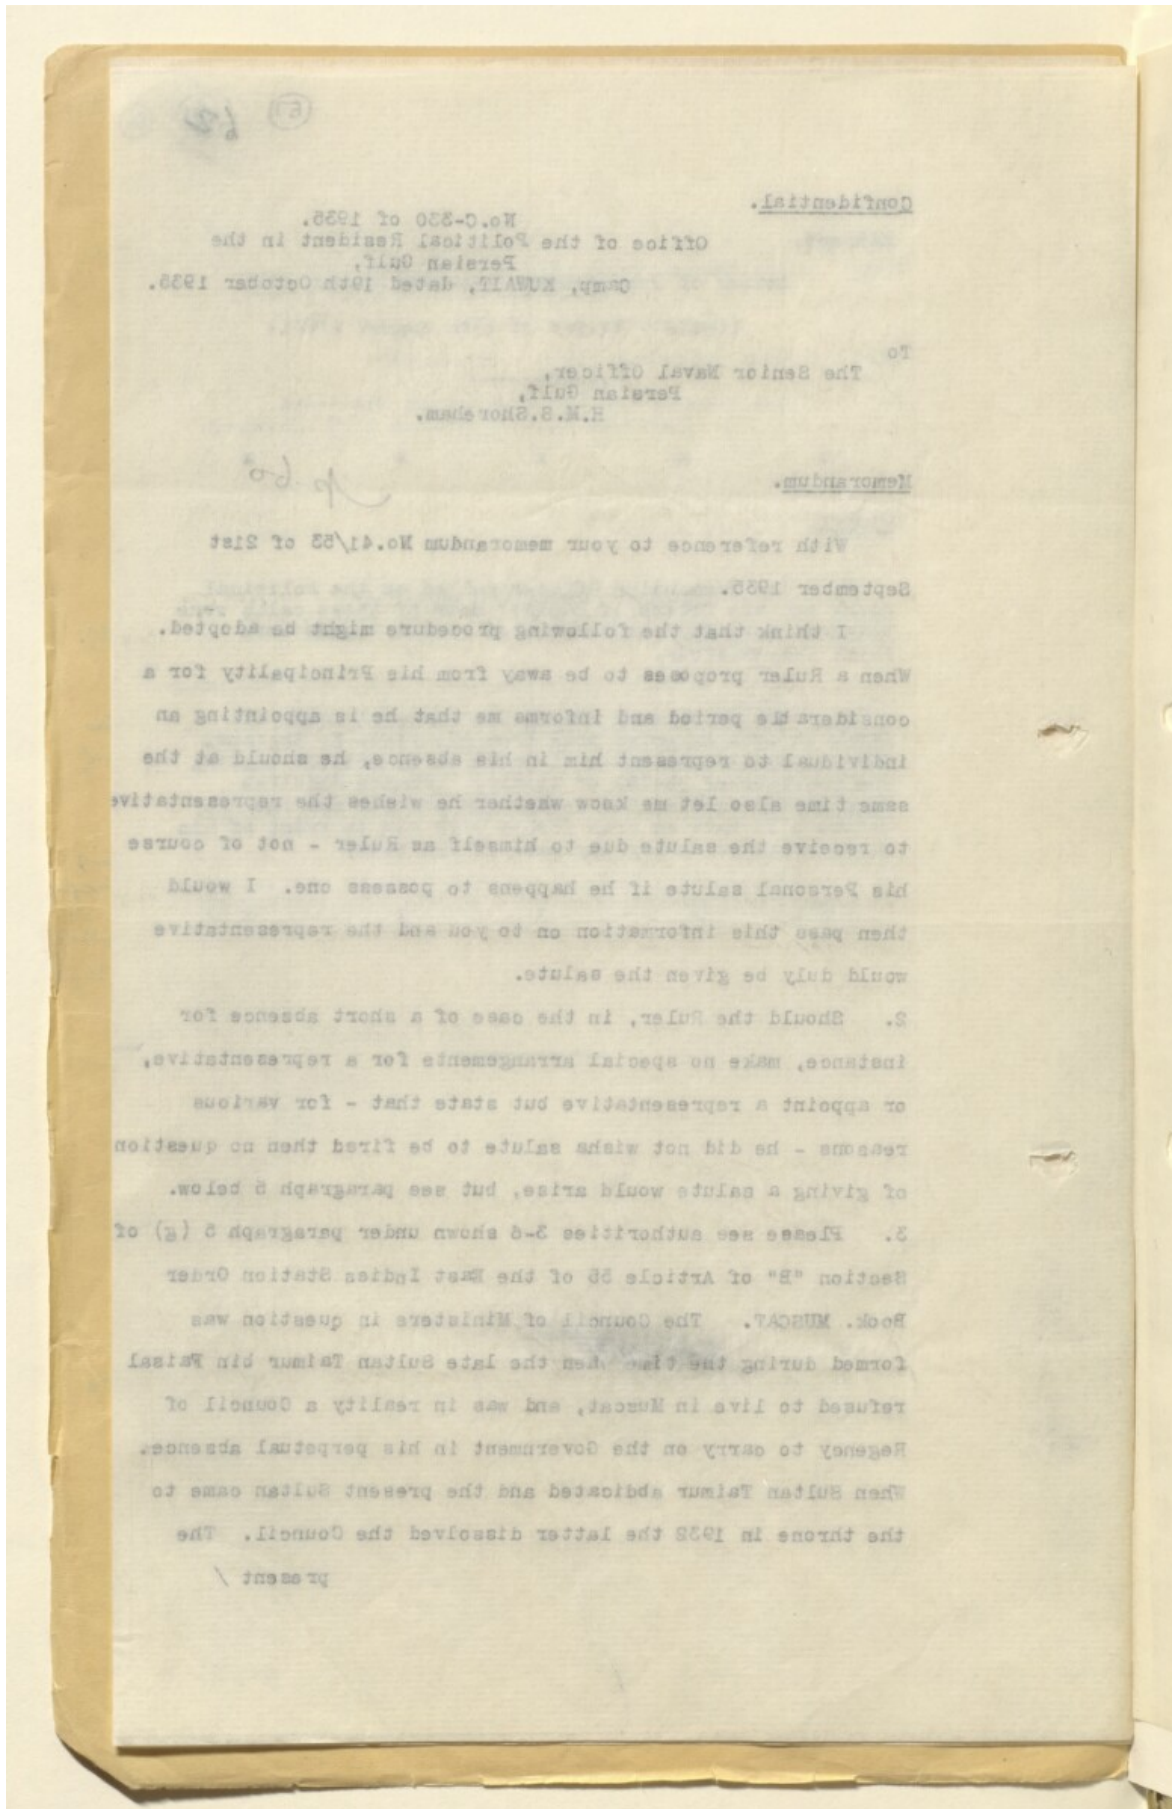 61
62
Confidential.
No.C-330 of 1935.
Office of the Political Resident in the
Persian Gulf,
Camp, KUWAIT, dated 19th October 1935.
To
The Senior Naval Officer,
Persian Gulf,
H.M.S.Shoreham.
p 60
Memorandum.
With reference to your memorandum No.41/53 of 21st
September 1935.
I think that the following procedure might be adopted.
When a Ruler proposes to be away from his Principality for a
considerable period and informs me that he is appointing an
individual to represent him in his absence, he should at the
same time also let me know whether he wishes the representative
to receive the salute due to himself as Ruler - not of course
his Personal salute if he happens to possess one. I would
then pass this information on to you and the representative
would duly be given the salute.
2. Should the Ruler, in the case of a short absence for
instance, make no special arrangements for a representative,
or appoint a representative but state that - for various
reasons - he did not wish a salute to be fired then no question
of giving a salute would arise, but see paragraph 5 below.
3. Please see authorities 3-6 shown under paragraph 5 (g) of
Section "B" of Article 55 of the East Indies Station Order
Book. MUSCAT. The Council of Ministers in question was
formed during the time when the late Sultan Taimur bin Faisal
refused to live in Muscat, and was in reality a Council of
Regency to carry on the Government in his perpetual absence.
When Sultan Taimur abdicated and the present Sultan came to
the throne in 1932 the latter dissolved the Council. The
present /